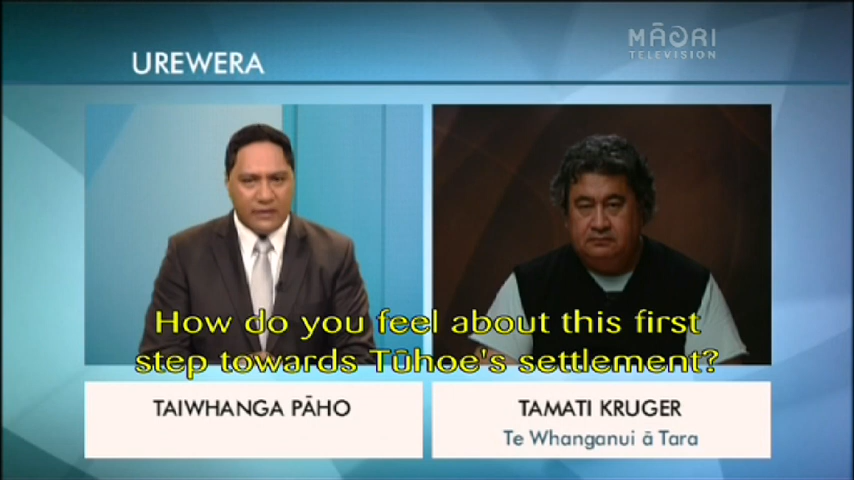 MĀORI
TELEVISION
UREWERA
How do you feel about this first
step towards Tūhoe's settlement?
TAIWHANGA PĀHO
TAMATI KRUGER
Te Whanganui ā Tara